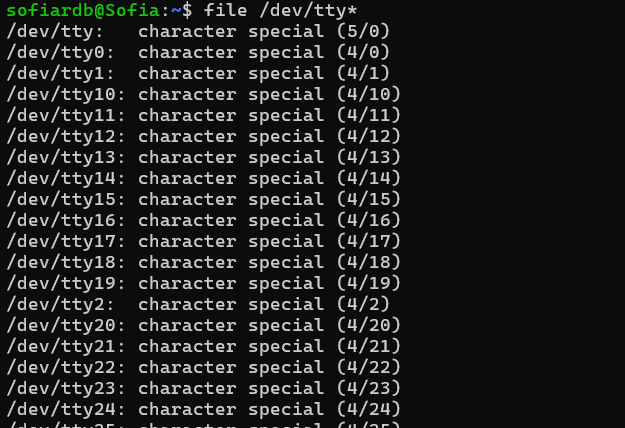 sofiardb@Sofia:~$ file /dev/tty*
/dev/tty:   character special (5/0)
/dev/tty0:  character special (4/0)
/dev/tty1:  character special (4/1)
/dev/tty10: character special (4/10)
/dev/tty11: character special (4/11)
/dev/tty12: character special (4/12)
/dev/tty13: character special (4/13)
/dev/tty14: character special (4/14)
/dev/tty15: character special (4/15)
/dev/tty16: character special (4/16)
/dev/tty17: character special (4/17)
/dev/tty18: character special (4/18)
/dev/tty19: character special (4/19)
/dev/tty2:  character special (4/2)
/dev/tty20: character special (4/20)
/dev/tty21: character special (4/21)
/dev/tty22: character special (4/22)
/dev/tty23: character special (4/23)
/dev/tty24: character special (4/24)
/dev/tty25: character special (4/25)